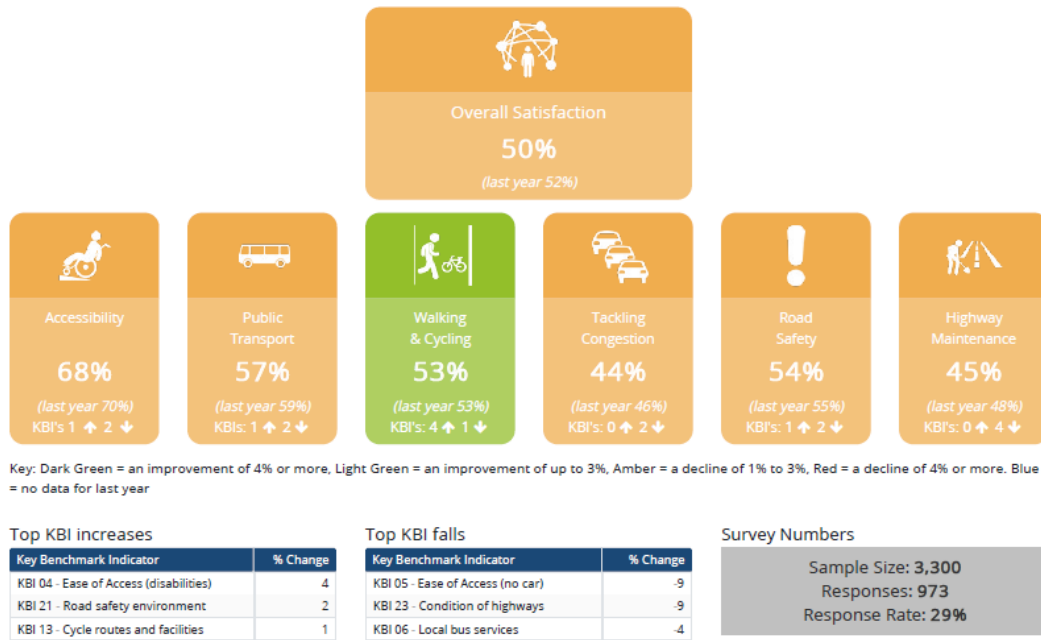 Overall Satisfaction
50%
(last year 52%)
Accessibility
68%
(last year 70%)
KBI's 1 ↑ 2 ↓
Public
Transport
57%
(last year 59%)
KBIs: 1 ↑ 2 ↓
Walking
& Cycling
53%
(last year 53%)
KBI's: 4 ↑ 1 ↓
Tackling
Congestion
44%
(last year 46%)
KBI's: 0 ↑ 2 ↓
Road
Safety
54%
(last year 55%)
KBI's: 1 ↑ 2 ↓
Highway
Maintenance
45%
(last year 48%)
KBI's: 0 ↑ 4 ↓
Key: Dark Green = an improvement of 4% or more, Light Green = an improvement of up to 3%, Amber = a decline of 1% to 3%, Red = a decline of 4% or more. Blue
= no data for last year
Top KBI increases
Key Benchmark Indicator % Change
KBI 04 - Ease of Access (disabilities) 4
KBI 21 - Road safety environment 2
KBI 13 - Cycle routes and facilities 1
Top KBI falls
Key Benchmark Indicator % Change
KBI 05 - Ease of Access (no car) -9
KBI 23 - Condition of highways -9
KBI 06 - Local bus services -4
Survey Numbers
Sample Size: 3,300
Responses: 973
Response Rate: 29%